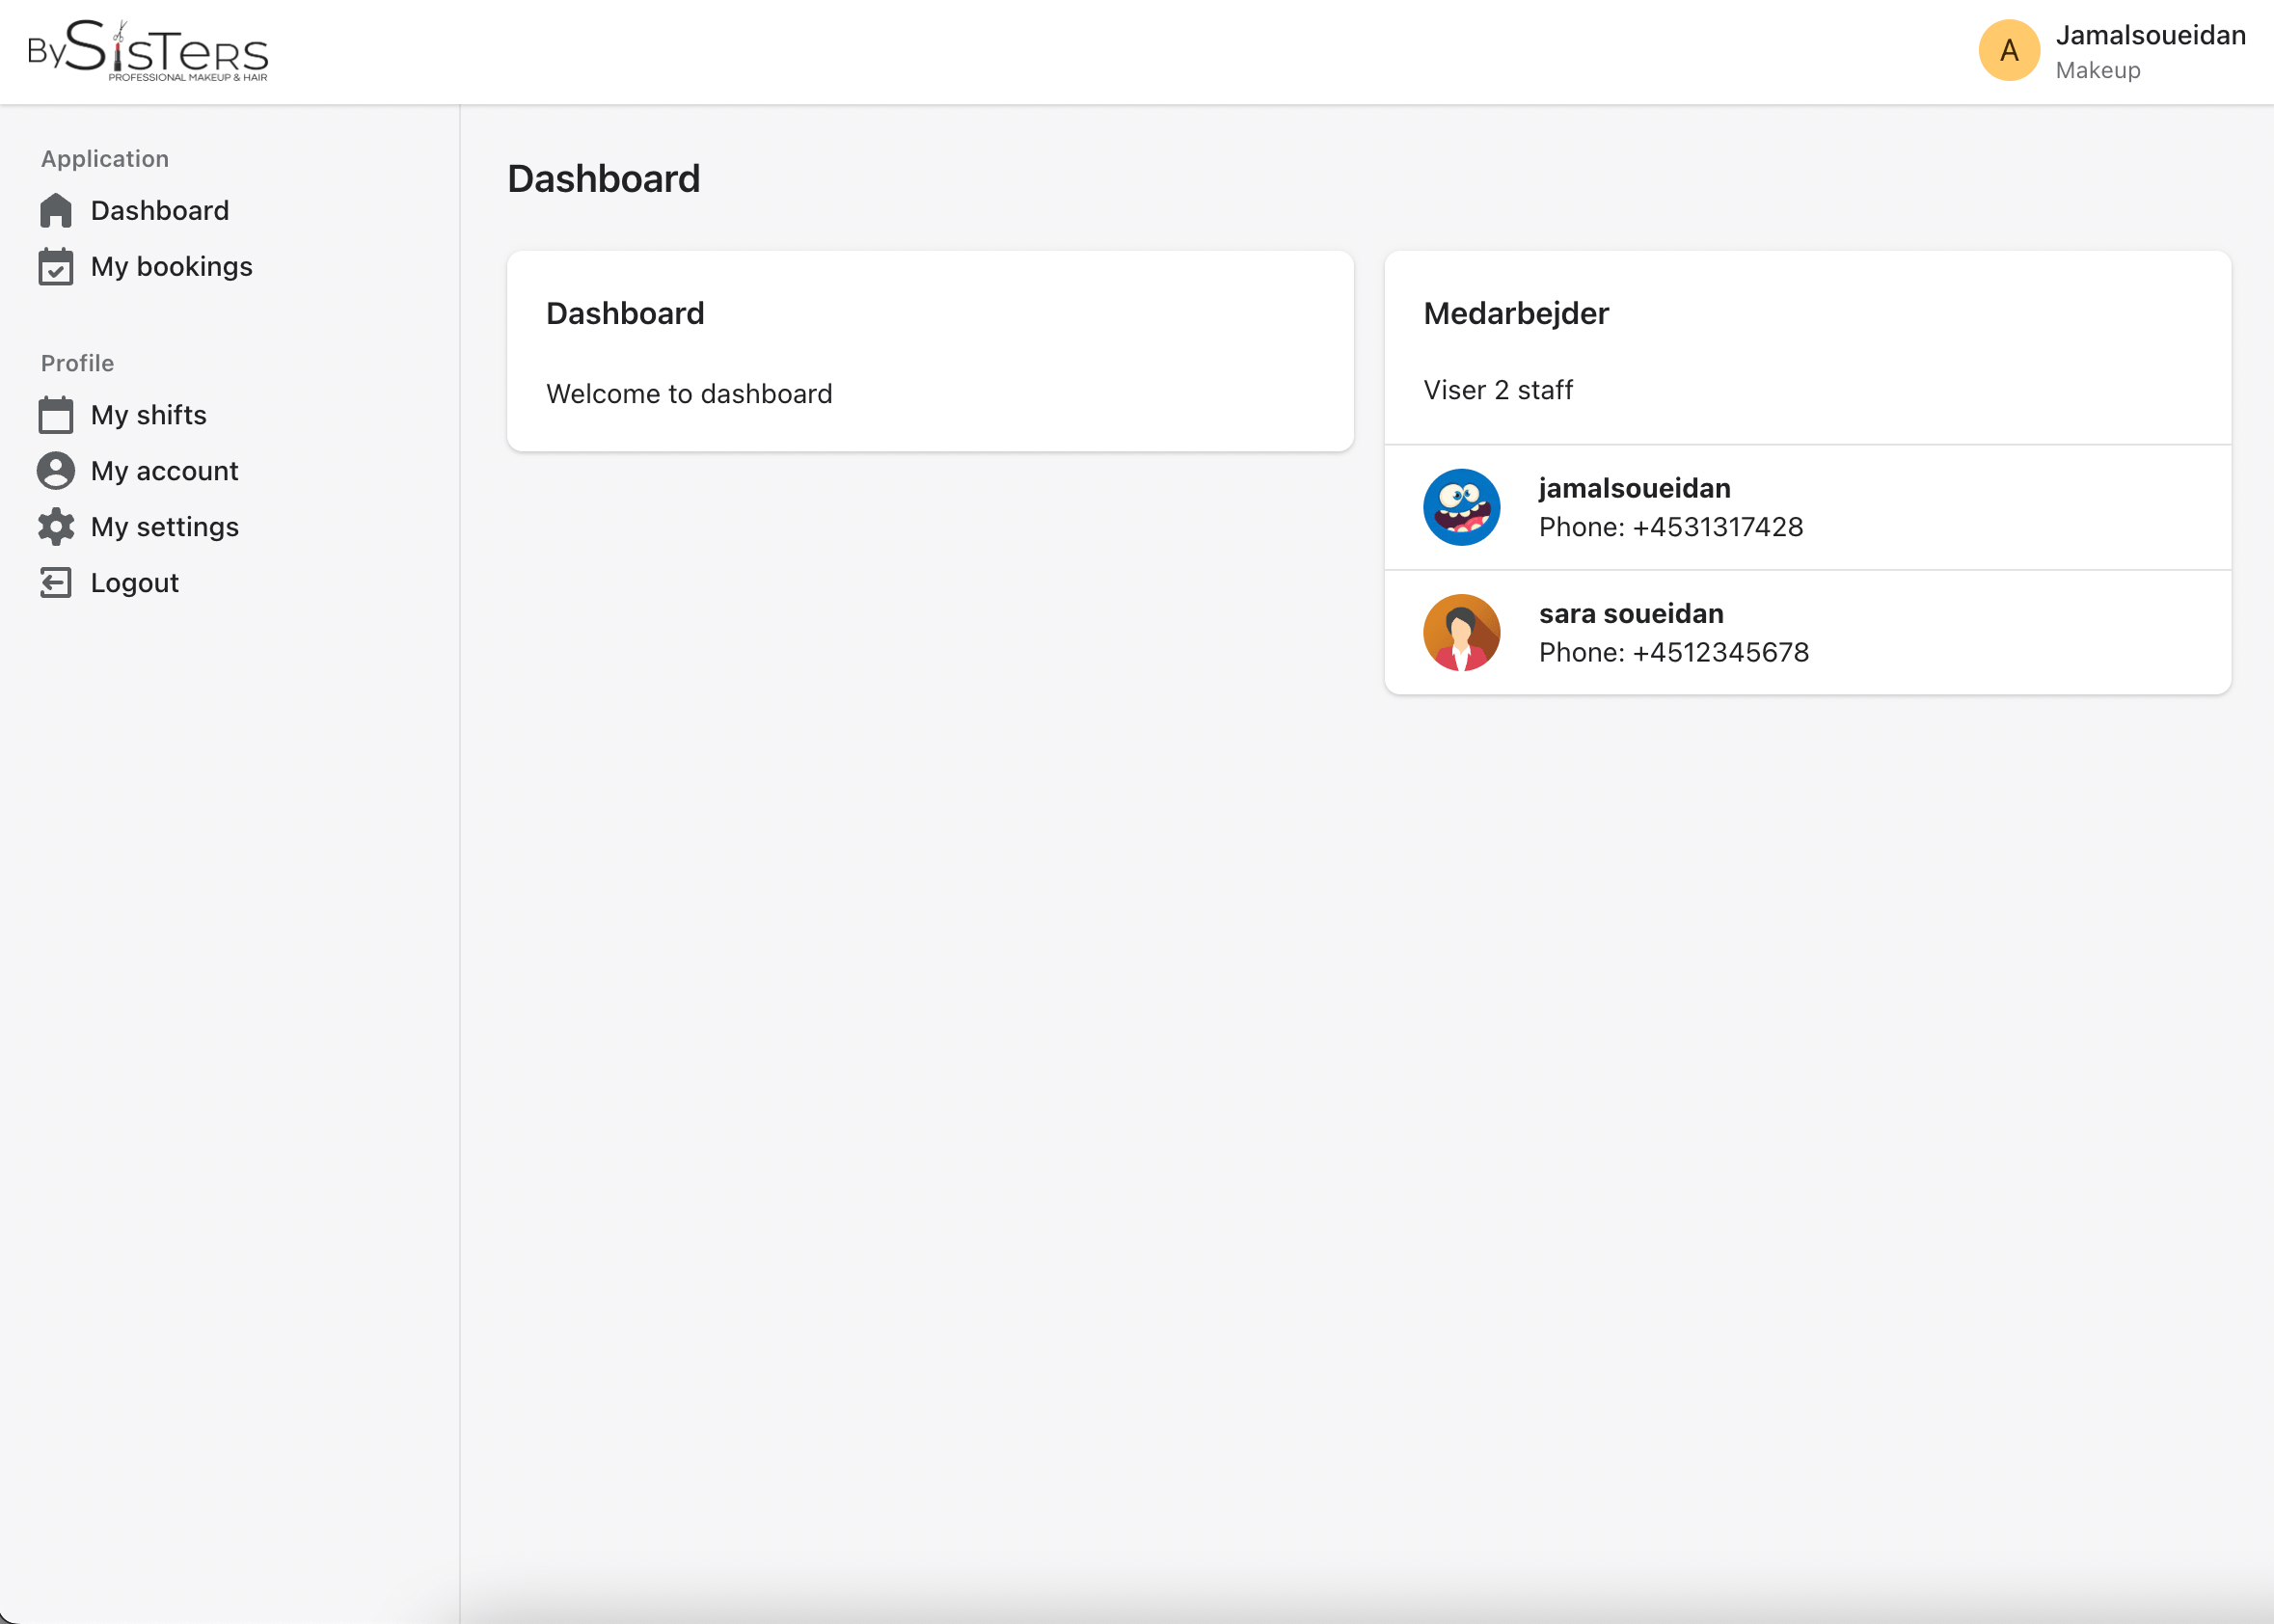 BySisTers
PROFESSIONAL MAKEUP & HAIR
A
Jamalsoueidan
Makeup
Application
Dashboard
My bookings
Profile
My shifts
My account
My settings
Logout
Dashboard
Dashboard
Welcome to dashboard
Medarbejder
Viser 2 staff
jamalsoueidan
Phone: +4531317428
sara soueidan
Phone: +4512345678